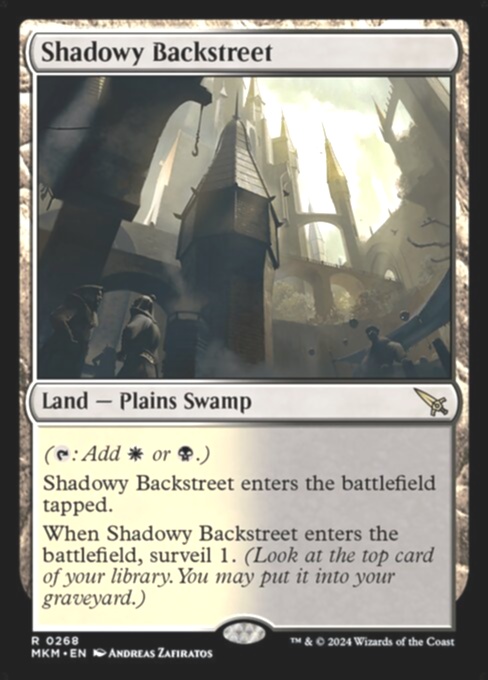 Shadowy Backstreet
Land — Plains Swamp
(: Add or .)
Shadowy Backstreet enters the battlefield
tapped.
When Shadowy Backstreet enters the
battlefield, surveil 1. (Look at the top card
of your library. You may put it into your
graveyard.)
R 0268
MKM • EN Andreas Zafiratos
™ & © 2024 Wizards of the Coast